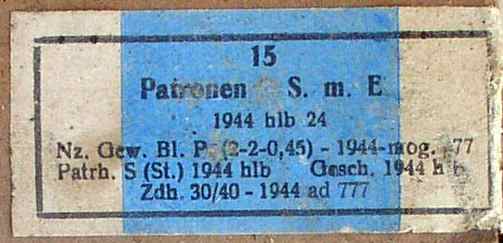 15
Patronen S. m. E
1944 hlb 24
Nz. Gew. Bl. P. (2-2-0,45) - 1944-mog. 77
Patrh. S (St.) 1944 hlb Gesch. 1944 hlb
Zdh. 30/40 - 1944 ad 777